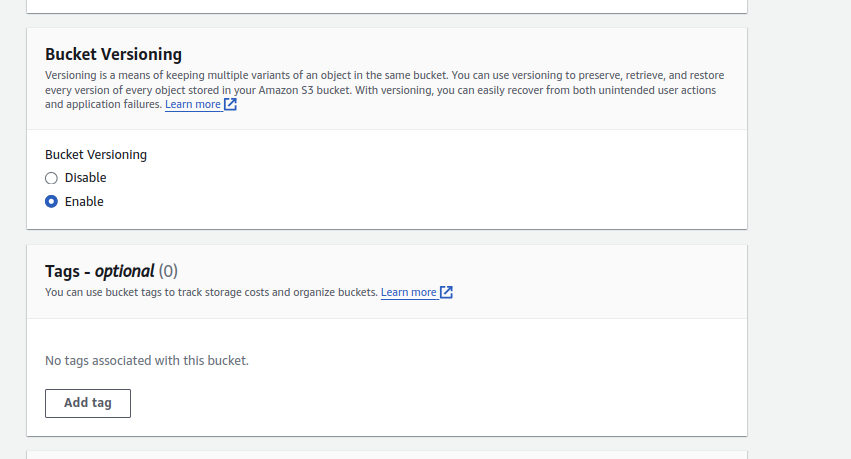 Bucket Versioning
Versioning is a means of keeping multiple variants of an object in the same bucket. You can use versioning to preserve, retrieve, and restore
every version of every object stored in your Amazon S3 bucket. With versioning, you can easily recover from both unintended user actions
and application failures. Learn more
Bucket Versioning
Disable
Enable
Tags - optional (0)
You can use bucket tags to track storage costs and organize buckets. Learn more
No tags associated with this bucket.
Add tag